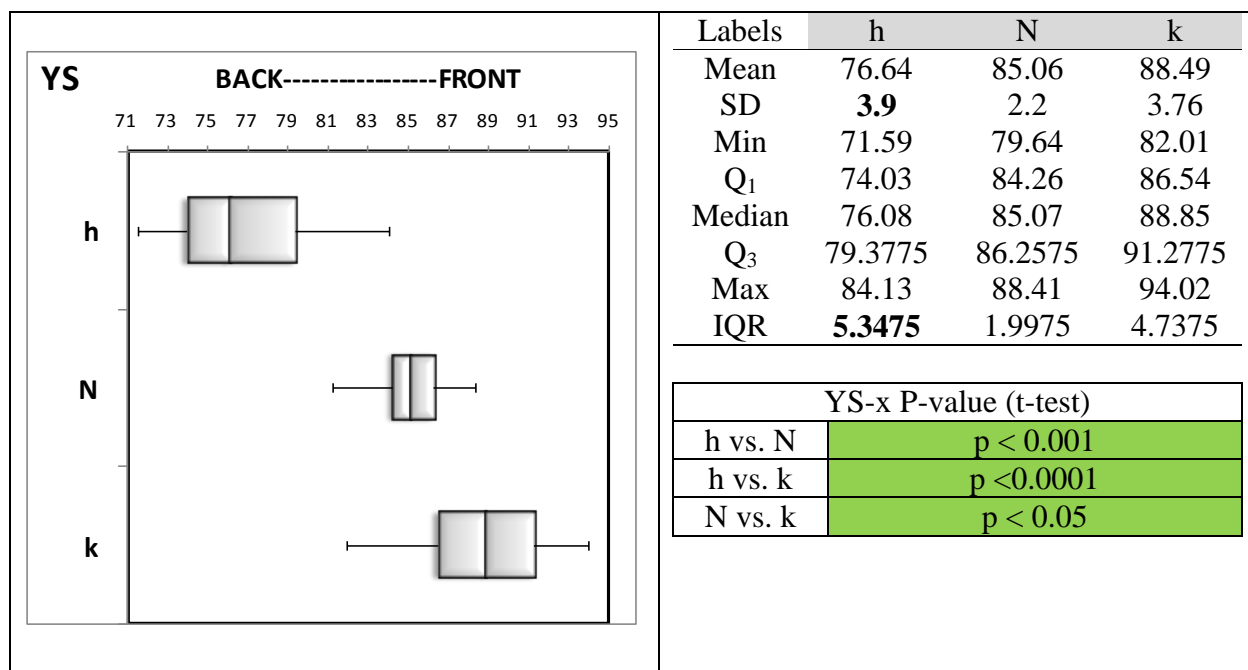 YS BACK----------------FRONT
71 73 75 77 79 81 83 85 87 89 91 93 95
h
N
k
Labels h N k
Mean 76.64 85.06 88.49
SD 3.9 2.2 3.76
Min 71.59 79.64 82.01
Q1 74.03 84.26 86.54
Median 76.08 85.07 88.85
Q3 79.3775 86.2575 91.2775
Max 84.13 88.41 94.02
IQR 5.3475 1.9975 4.7375
YS-x P-value (t-test)
h vs. N p < 0.001
h vs. k p <0.0001
N vs. k p < 0.05